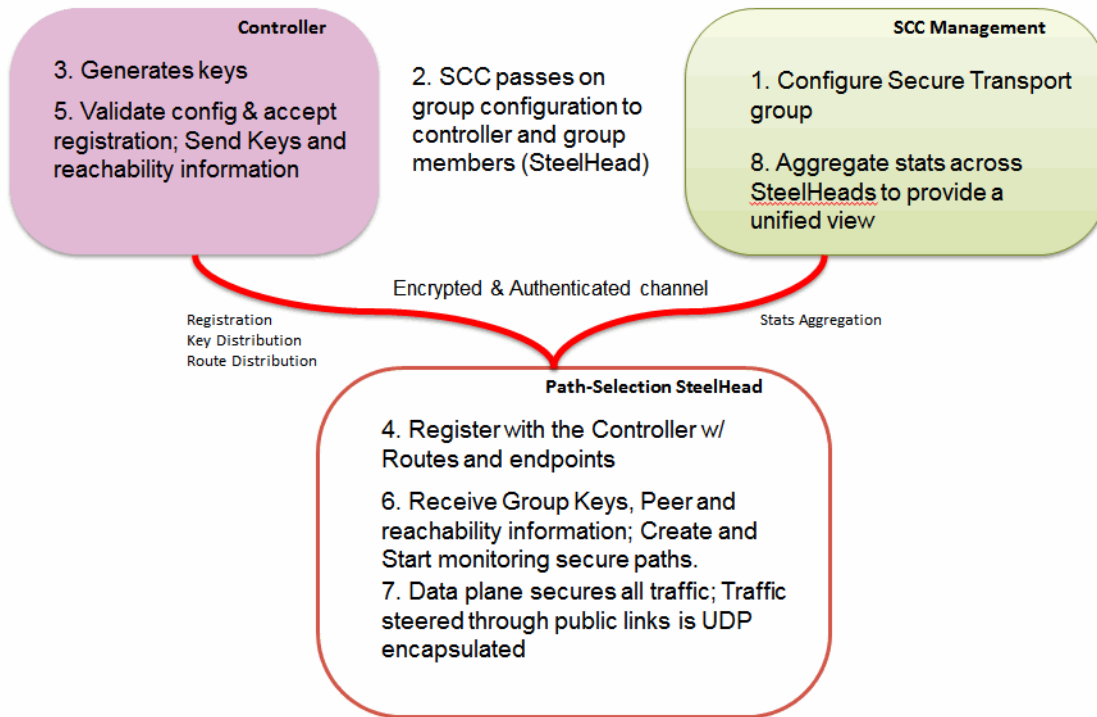 Controller
3. Generates keys
5. Validate config & accept
registration; Send Keys and
reachability information
2. SCC passes on
group configuration to
controller and group
members (SteelHead)
SCC Management
1. Configure Secure Transport
group
8. Aggregate stats across
SteelHeads to provide a
unified view
Encrypted & Authenticated channel
Registration
Key Distribution
Route Distribution
Stats Aggregation
Path-Selection SteelHead
4. Register with the Controller w/
Routes and endpoints
6. Receive Group Keys, Peer and
reachability information; Create and
Start monitoring secure paths.
7. Data plane secures all traffic; Traffic
steered through public links is UDP
encapsulated